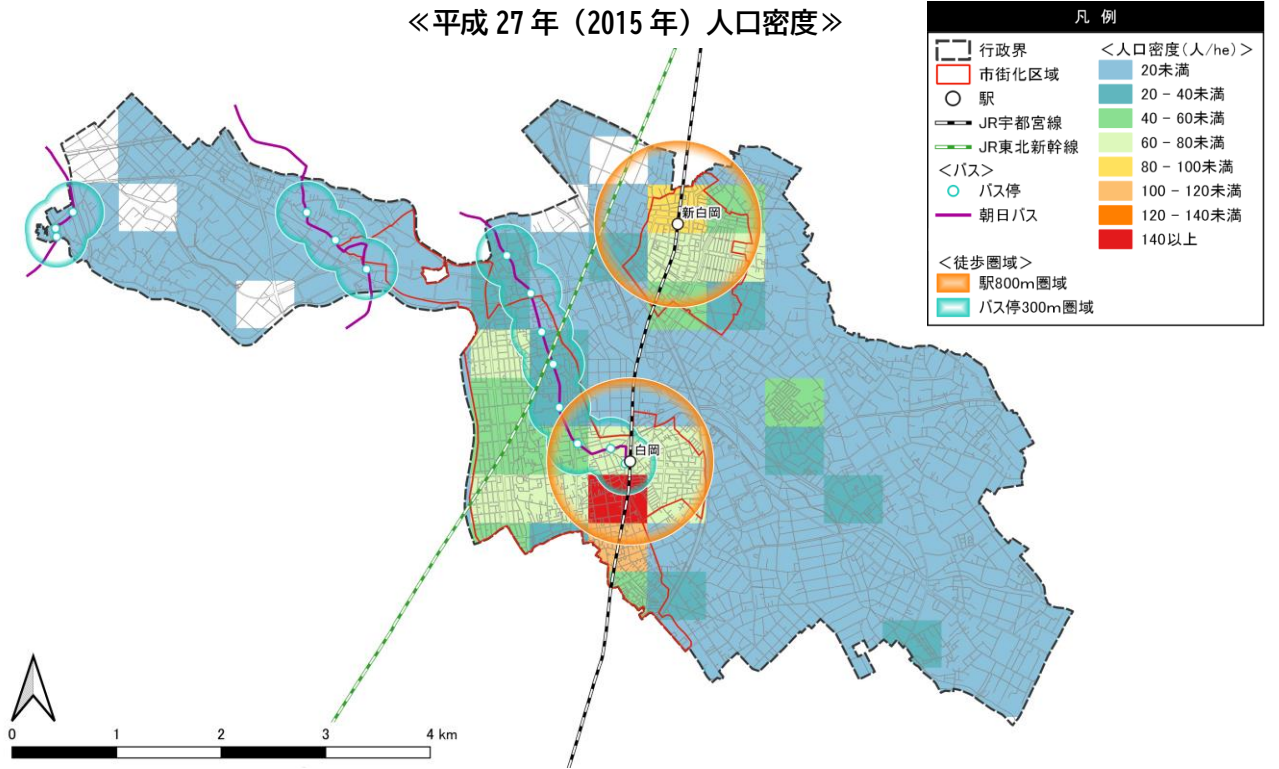 ≪平成 27 年（2015 年）人口密度≫
凡 例
行政界
市街化区域
駅
JR宇都宮線
JR東北新幹線
＜バス＞
バス停
朝日バス
＜徒歩圏域＞
駅800ｍ圏域
バス停300ｍ圏域
＜人口密度(人/he)＞
20未満
20 - 40未満
40 - 60未満
60 - 80未満
80 - 100未満
100 - 120未満
120 - 140未満
140以上
新白岡
白岡
0 1 2 3 4 km